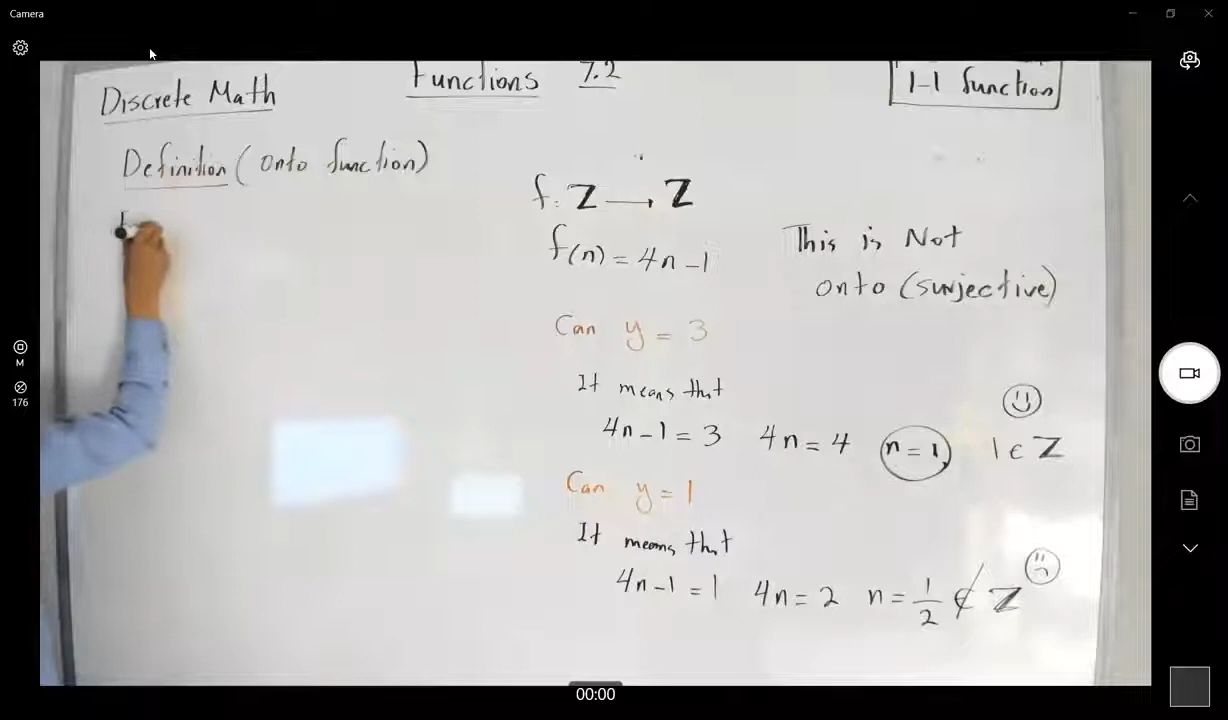 Camera
Discrete Math
Functions 7.2
1-1 function
Definition (onto function)
f: Z → Z
f(n) = 4n - 1
This is Not
onto (surjective)
Can y = 3
It means that
4n - 1 = 3 4n = 4 n = 1, 1 ∈ Z
Can y = 1
It means that
4n - 1 = 1 4n = 2 n = 1/2 ∉ Z
M
176
00:00